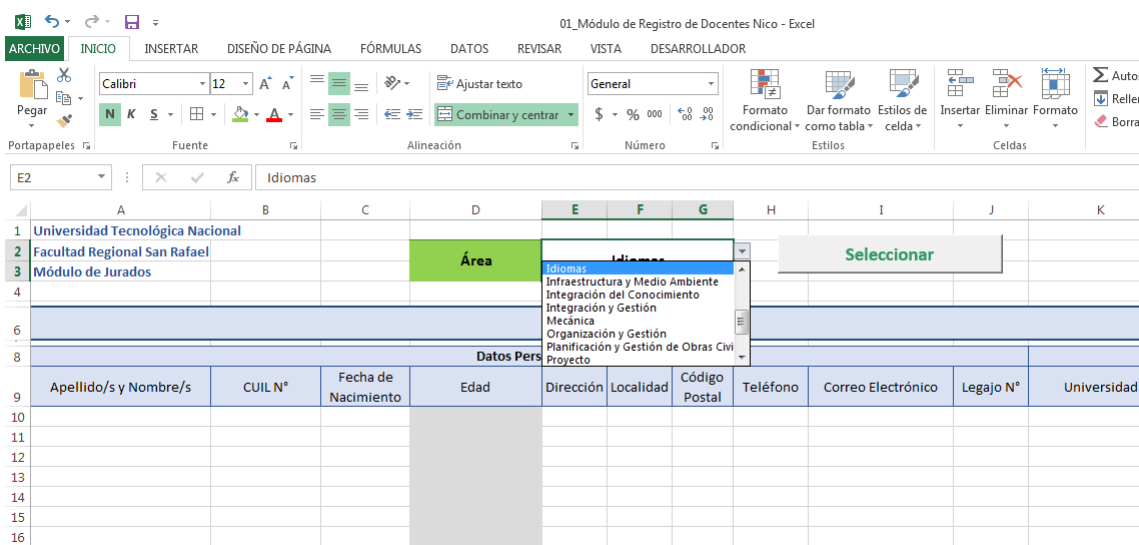 01_Módulo de Registro de Docentes Nico - Excel
ARCHIVO INICIO INSERTAR DISEÑO DE PÁGINA FÓRMULAS DATOS REVISAR VISTA DESARROLLADOR
Calibri 12 A A Ajustar texto General Auto
Pegar N K S A Combinar y centrar $ % 000 Formato condicional Dar formato como tabla Estilos de celda Insertar Eliminar Formato Reller
Borra
Portapapeles Fuente Alineación Número Estilos Celdas
E2 fx Idiomas
A B C D E F G H I J K
1 Universidad Tecnológica Nacional
2 Facultad Regional San Rafael Área Idiomas Seleccionar
3 Módulo de Jurados
Idiomas
Infraestructura y Medio Ambiente
Integración del Conocimiento
Integración y Gestión
Mecánica
Organización y Gestión
Planificación y Gestión de Obras Civi
Proyecto
4
6
8 Datos Pers
9 Apellido/s y Nombre/s CUIL N° Fecha de Nacimiento Edad Dirección Localidad Código Postal Teléfono Correo Electrónico Legajo N° Universidad
10
11
12
13
14
15
16